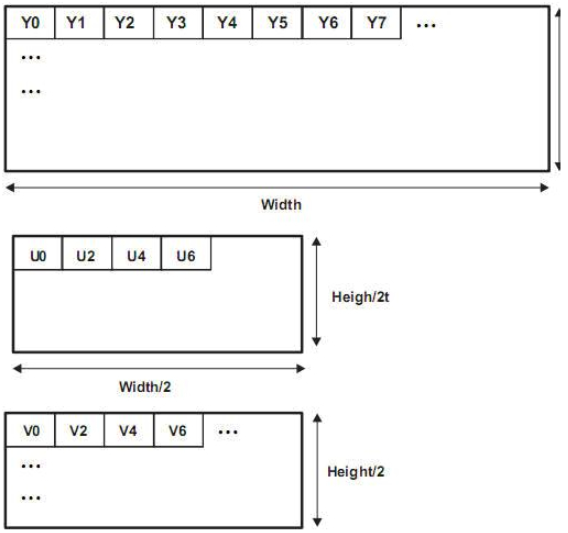 Y0 Y1 Y2 Y3 Y4 Y5 Y6 Y7 ...
...
...
Width
U0 U2 U4 U6
Heigh/2t
Width/2
V0 V2 V4 V6 ...
...
Height/2
...